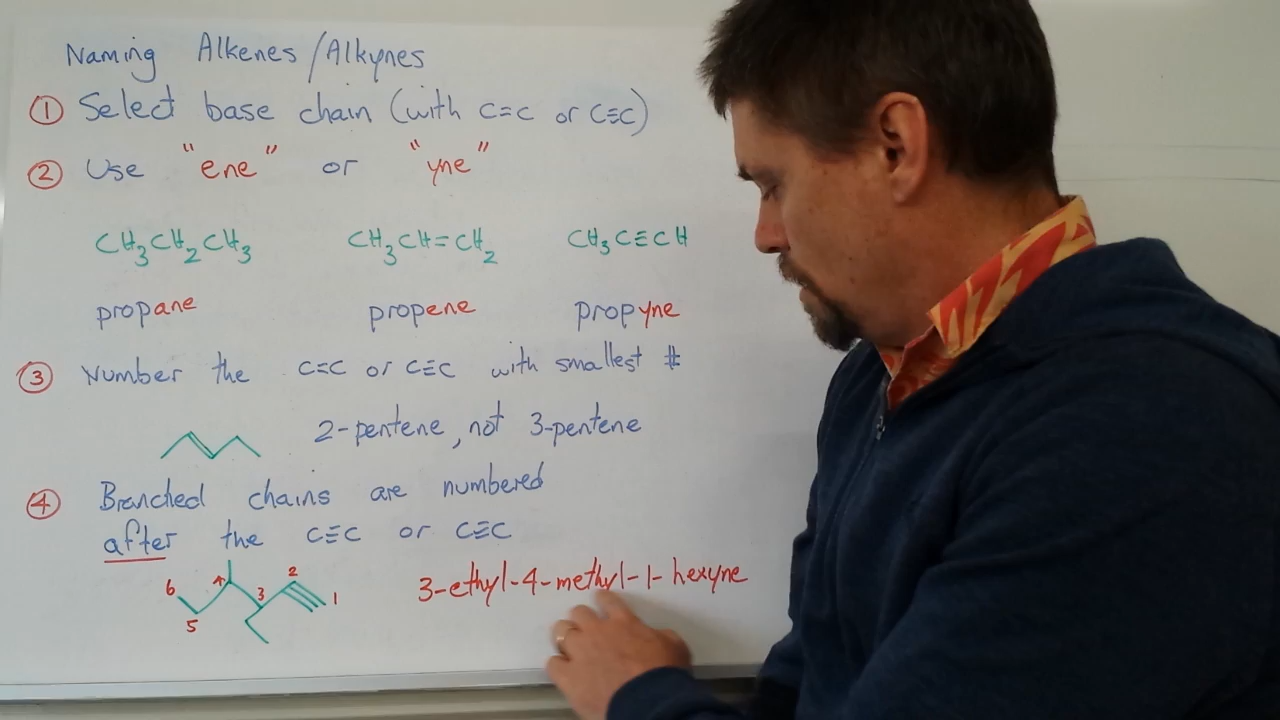 Naming Alkenes/Alkynes
① Select base chain (with C=C or C≡C)
② Use "ene" or "yne"
CH₃CH₂CH₃ CH₃CH=CH₂ CH₃C≡CH
propane propene propyne
③ Number the C=C or C≡C with smallest #
2-pentene, not 3-pentene
④ Branched chains are numbered
after the C≡C or C≡C
6 5 4 3 2 1
3-ethyl-4-methyl-1-hexyne